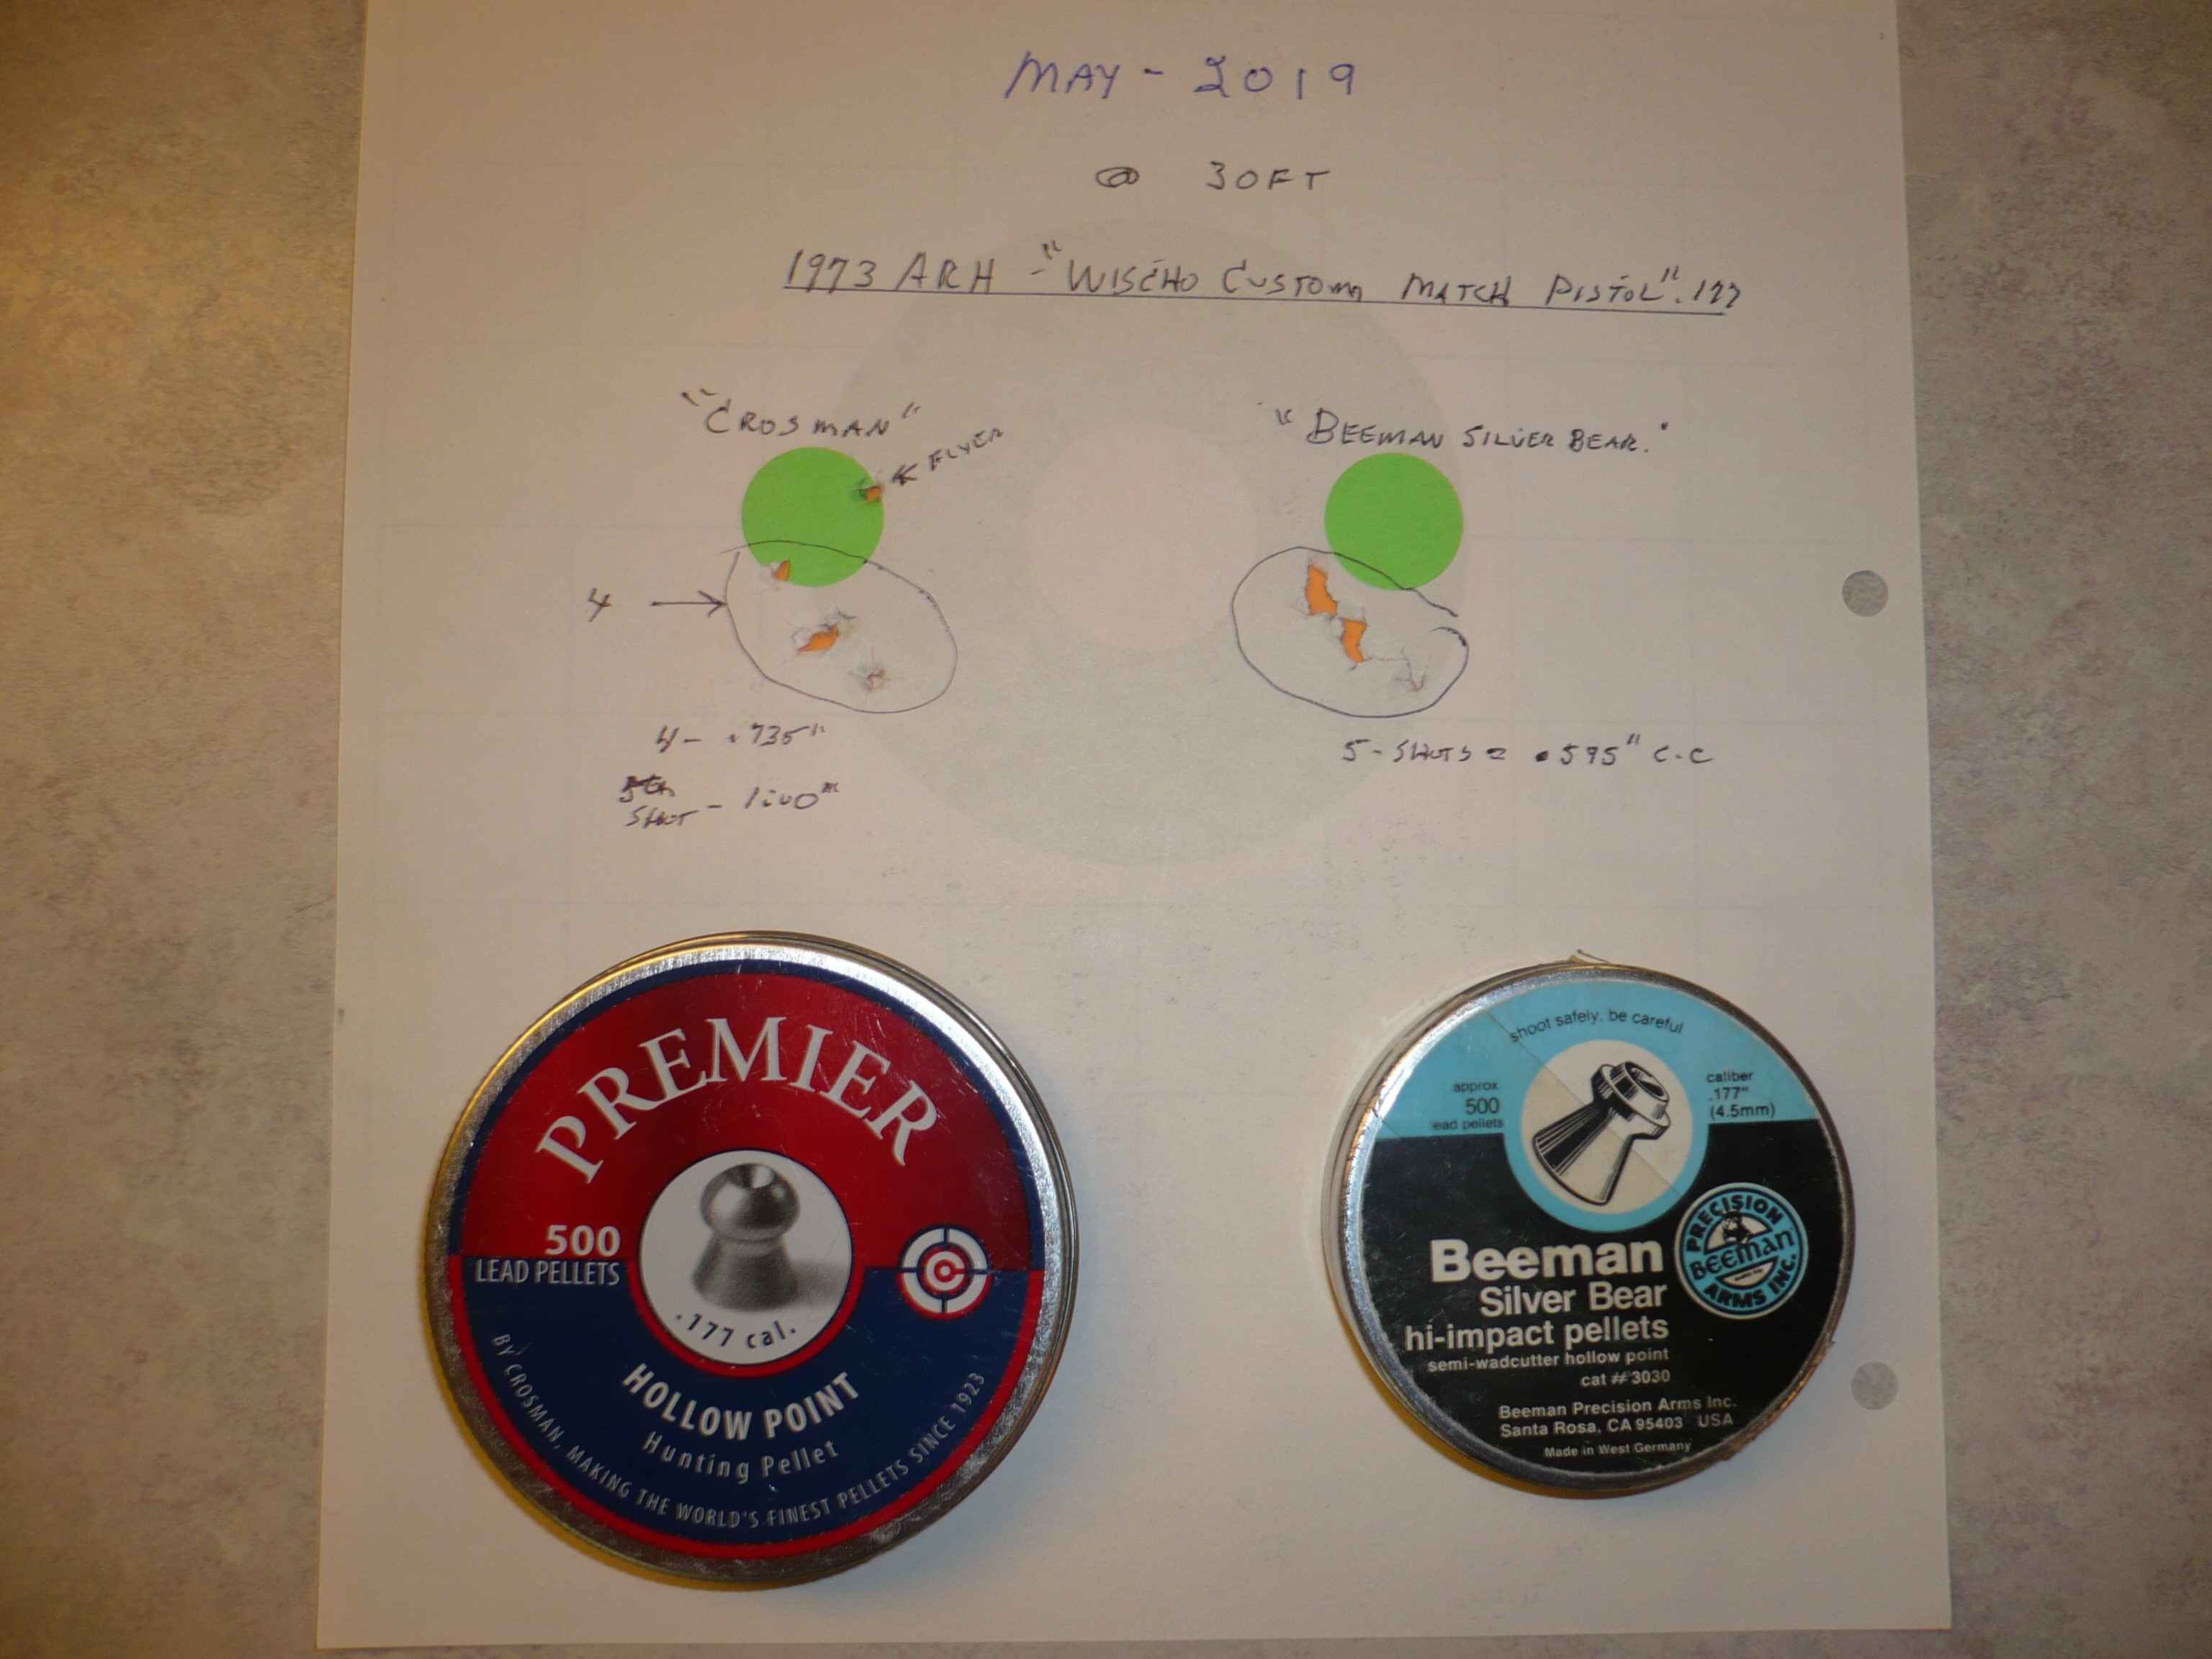 MAY - 2019
@ 30FT
1973 ARH - "WISCHO CUSTOM MATCH PISTOL" .177
"CROSMAN"
← FLYER
4 →
4 - .735"
5th
SHOT -
"BEEMAN SILVER BEAR."
5 - SHOTS = .595" C-C
PREMIER
500
LEAD PELLETS
.177 cal.
HOLLOW POINT
Hunting Pellet
BY CROSMAN, MAKING THE WORLD'S FINEST PELLETS SINCE 1923
shoot safely, be careful
approx.
500
lead pellets
caliber
.177"
(4.5mm)
PRECISION
BEEMAN
ARMS INC.
Beeman
Silver Bear
hi-impact pellets
semi-wadcutter hollow point
cat # 3030
Beeman Precision Arms Inc.
Santa Rosa, CA 95403 USA
Made in West Germany